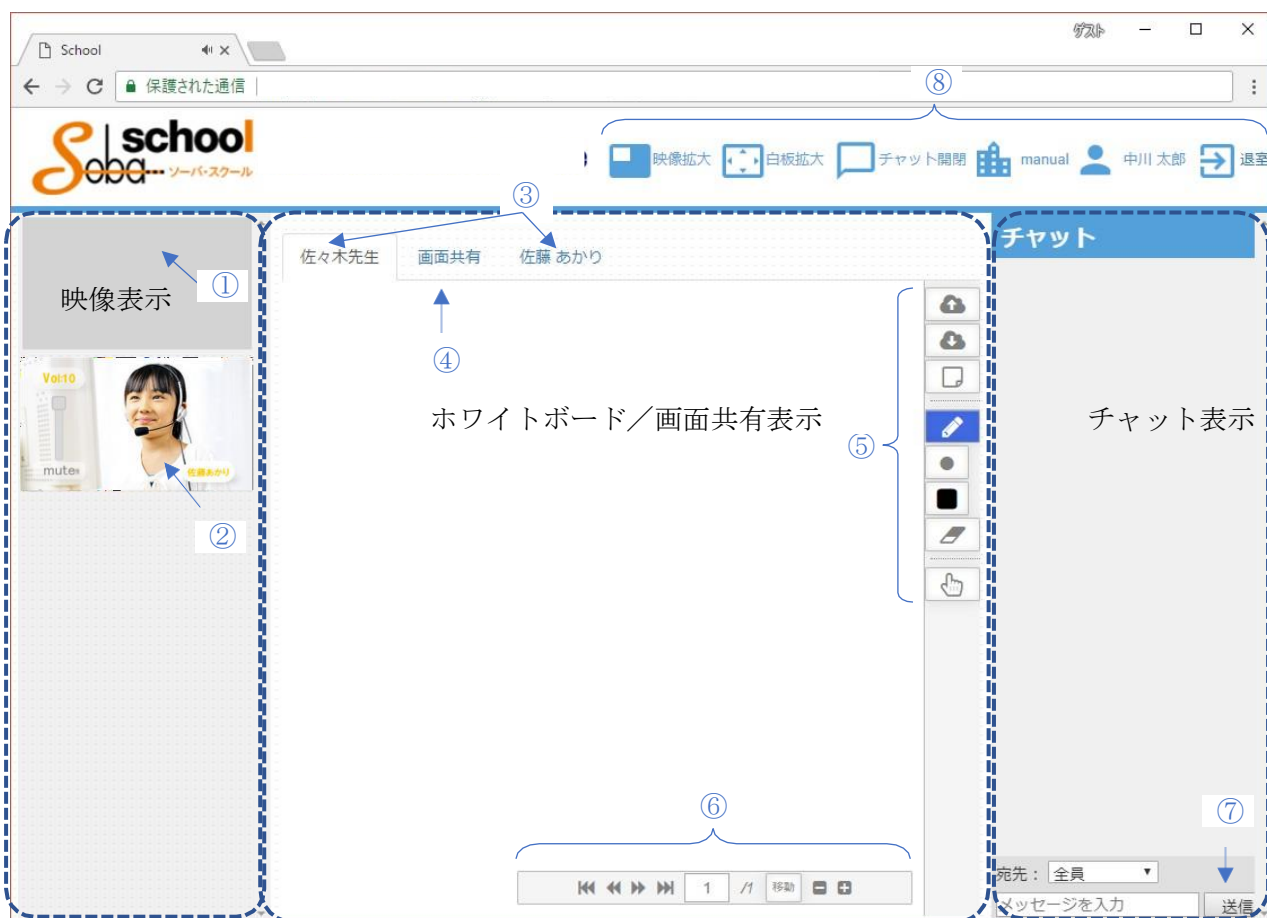 School
ゲスト
保護された通信
⑧
school
Soba
ソーバ・スクール
映像拡大
白板拡大
チャット開閉
manual
中川 太郎
退室
③
チャット
佐々木先生
画面共有
佐藤 あかり
①
映像表示
④
Vol:10
ホワイトボード／画面共有表示
チャット表示
⑤
mute
佐藤あかり
②
⑥
⑦
1
/1
移動
宛先：
全員
メッセージを入力
送信